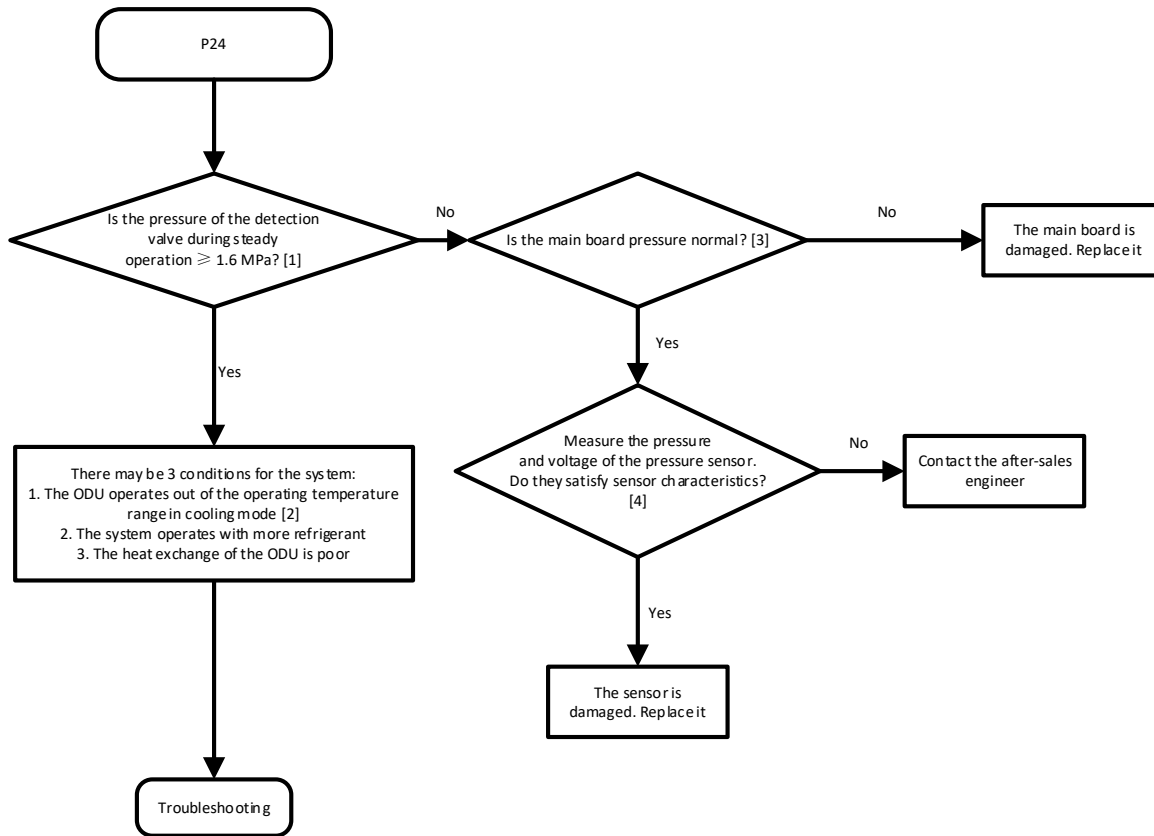 P24
Is the pressure of the detection
valve during steady
operation ≥ 1.6 MPa? [1]
No
Is the main board pressure normal? [3]
No
The main board is
damaged. Replace it
Yes
Yes
There may be 3 conditions for the system:
1. The ODU operates out of the operating temperature
range in cooling mode [2]
2. The system operates with more refrigerant
3. The heat exchange of the ODU is poor
Measure the pressure
and voltage of the pressure sensor.
Do they satisfy sensor characteristics?
[4]
No
Contact the after-sales
engineer
Yes
The sensor is
damaged. Replace it
Troubleshooting